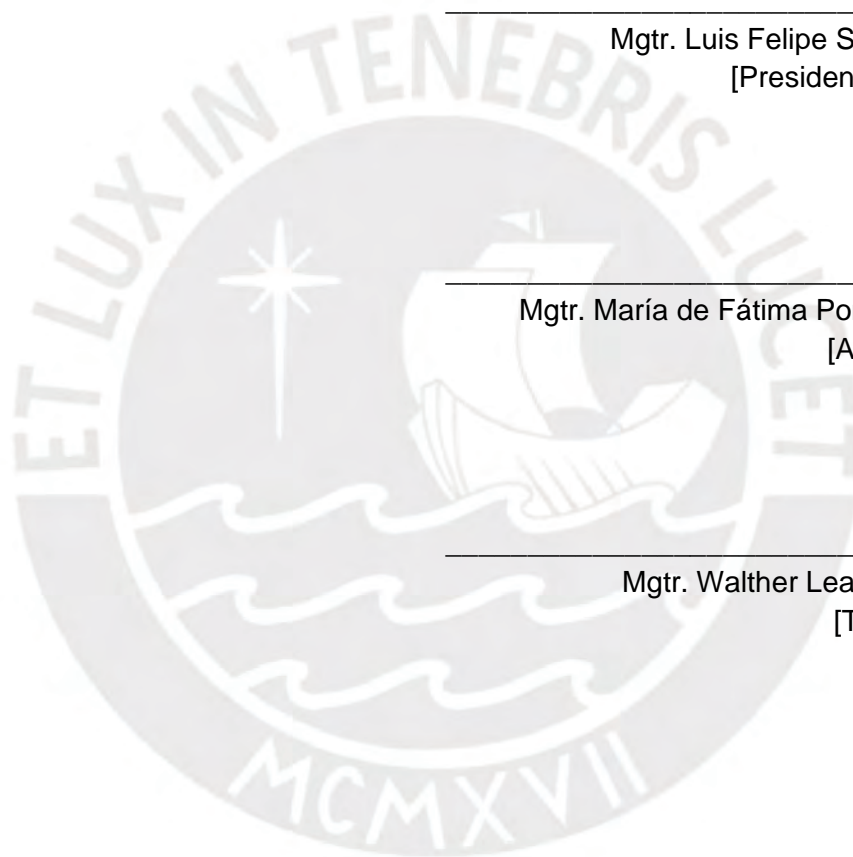 ET LUX IN TENEBRIS LUCET
Mgtr. Luis Felipe S
[Presiden
Mgtr. María de Fátima Po
[A
Mgtr. Walther Lea
[T
MCMXVII